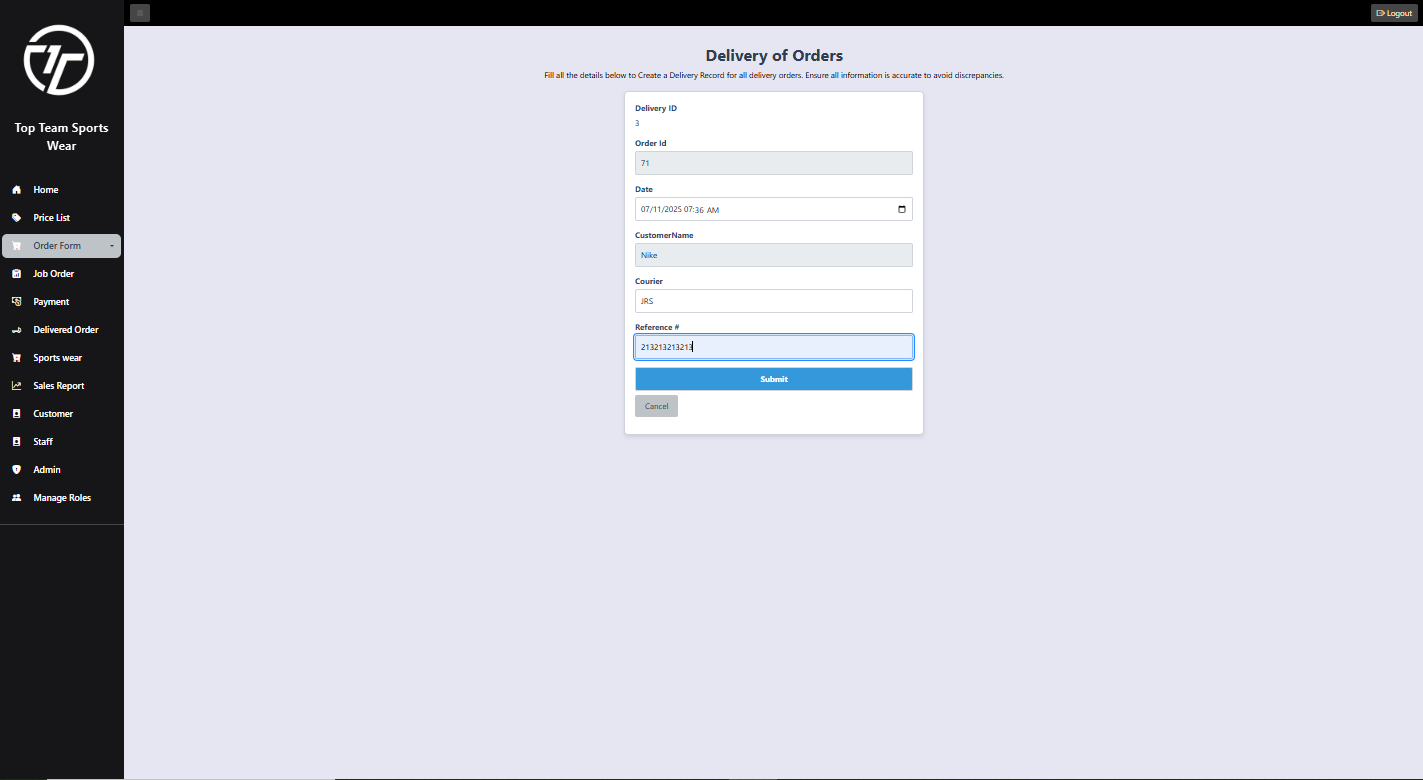 Logout
Top Team Sports
Wear
Home
Price List
Order Form
Job Order
Payment
Delivered Order
Sports wear
Sales Report
Customer
Staff
Admin
Manage Roles
Delivery of Orders
Fill all the details below to Create a Delivery Record for all delivery orders. Ensure all information is accurate to avoid discrepancies.
Delivery ID
3
Order Id
71
Date
07/11/2025 07:36 AM
CustomerName
Nike
Courier
JRS
Reference #
213213213213
Submit
Cancel